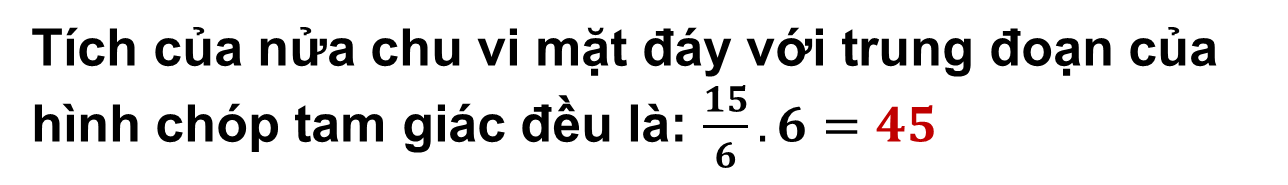 Tích của nửa chu vi mặt đáy với trung đoạn của
hình chóp tam giác đều là: 15/6 . 6 = 45